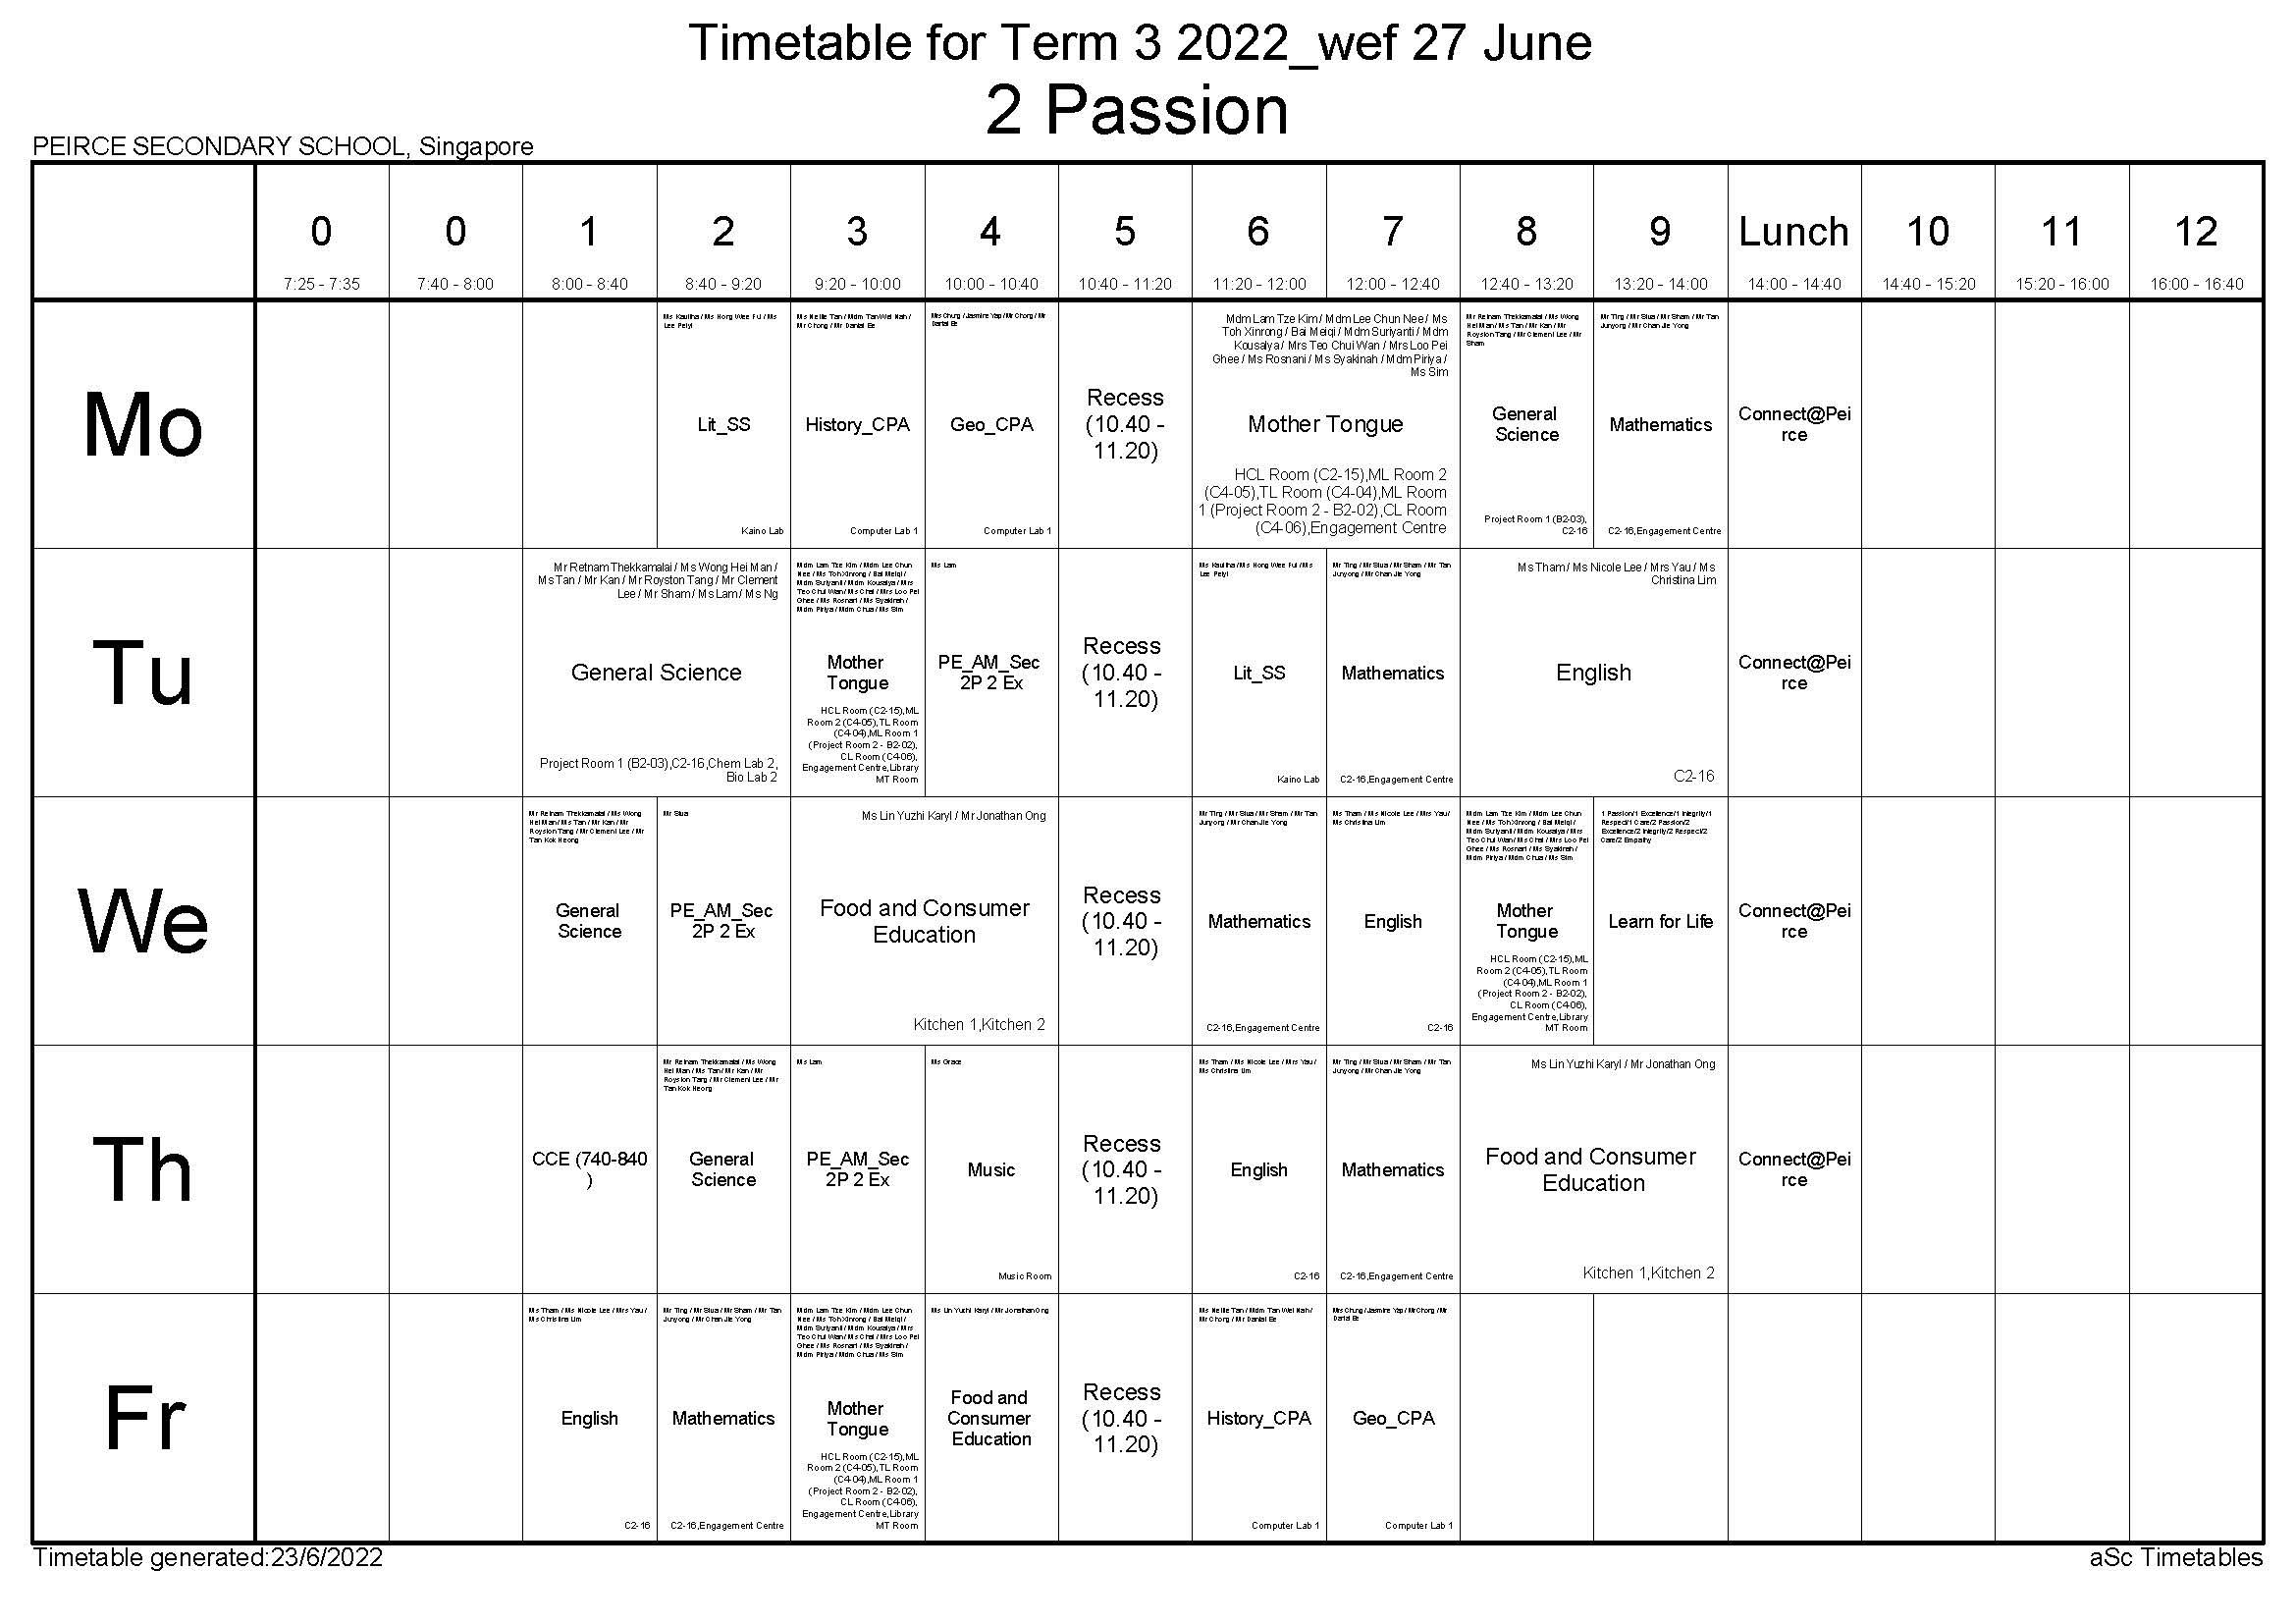 Timetable for Term 3 2022_wef 27 June
2 Passion
PEIRCE SECONDARY SCHOOL, Singapore
0
0
1
2
3
4
5
6
7
8
9
Lunch
10
11
12
7:25 - 7:35
7:40 - 8:00
8:00 - 8:40
8:40 - 9:20
9:20 - 10:00
10:00 - 10:40
10:40 - 11:20
11:20 - 12:00
12:00 - 12:40
12:40 - 13:20
13:20 - 14:00
14:00 - 14:40
14:40 - 15:20
15:20 - 16:00
16:00 - 16:40
Mo
Ms Kavitha / Ms Hong Wee Fui / Ms
Lee Peiyi
Lit_SS
Kaino Lab
Ms Nellie Tan / Mdm Tan Wei Nah /
Mr Chong / Mr Danial Ee
History_CPA
Computer Lab 1
Mrs Chung / Jasmine Yap / Mr Chong / Mr
Danial Ee
Geo_CPA
Computer Lab 1
Recess
(10.40 -
11.20)
Mdm Lam Tze Kim / Mdm Lee Chun Nee / Ms
Toh Xinrong / Bai Meiqi / Mdm Suriyanti / Mdm
Kousalya / Mrs Teo Chui Wan / Mrs Loo Pei
Ghee / Ms Rosnani / Ms Syakinah / Mdm Piriya /
Ms Sim
Mother Tongue
HCL Room (C2-15),ML Room 2
(C4-05),TL Room (C4-04),ML Room
1 (Project Room 2 - B2-02),CL Room
(C4-06),Engagement Centre
Mr Retnam Thekkamalai / Ms Wong
Hei Man / Ms Tan / Mr Kan / Mr
Royston Tang / Mr Clement Lee / Mr
Sham
General
Science
Project Room 1 (B2-03),
C2-16
Mr Ting / Mr Siua / Mr Sham / Mr Tan
Junyong / Mr Chan Jie Yong
Mathematics
C2-16,Engagement Centre
Connect@Pei
rce
Tu
Mr Retnam Thekkamalai / Ms Wong Hei Man /
Ms Tan / Mr Kan / Mr Royston Tang / Mr Clement
Lee / Mr Sham / Ms Lam / Ms Ng
General Science
Project Room 1 (B2-03),C2-16,Chem Lab 2,
Bio Lab 2
Mdm Lam Tze Kim / Mdm Lee Chun
Nee / Ms Toh Xinrong / Bai Meiqi /
Mdm Suriyanti / Mdm Kousalya / Mrs
Teo Chui Wan / Ms Chai / Mrs Loo Pei
Ghee / Ms Rosnani / Ms Syakinah /
Mdm Piriya / Mdm Chua / Ms Sim
Mother
Tongue
HCL Room (C2-15),ML
Room 2 (C4-05),TL Room
(C4-04),ML Room 1
(Project Room 2 - B2-02),
CL Room (C4-06),
Engagement Centre,Library
MT Room
Ms Lam
PE_AM_Sec
2P 2 Ex
Recess
(10.40 -
11.20)
Ms Kavitha / Ms Hong Wee Fui / Ms
Lee Peiyi
Lit_SS
Kaino Lab
Mr Ting / Mr Siua / Mr Sham / Mr Tan
Junyong / Mr Chan Jie Yong
Mathematics
C2-16,Engagement Centre
Ms Tham / Ms Nicole Lee / Mrs Yau / Ms
Christina Lim
English
C2-16
Connect@Pei
rce
We
Mr Retnam Thekkamalai / Ms Wong
Hei Man / Ms Tan / Mr Kan / Mr
Royston Tang / Mr Clement Lee / Mr
Tan Kok Heong
General
Science
Mr Siua
PE_AM_Sec
2P 2 Ex
Ms Lin Yuzhi Karyl / Mr Jonathan Ong
Food and Consumer
Education
Kitchen 1,Kitchen 2
Recess
(10.40 -
11.20)
Mr Ting / Mr Siua / Mr Sham / Mr Tan
Junyong / Mr Chan Jie Yong
Mathematics
C2-16,Engagement Centre
Ms Tham / Ms Nicole Lee / Mrs Yau /
Ms Christina Lim
English
C2-16
Mdm Lam Tze Kim / Mdm Lee Chun
Nee / Ms Toh Xinrong / Bai Meiqi /
Mdm Suriyanti / Mdm Kousalya / Mrs
Teo Chui Wan / Ms Chai / Mrs Loo Pei
Ghee / Ms Rosnani / Ms Syakinah /
Mdm Piriya / Mdm Chua / Ms Sim
Mother
Tongue
HCL Room (C2-15),ML
Room 2 (C4-05),TL Room
(C4-04),ML Room 1
(Project Room 2 - B2-02),
CL Room (C4-06),
Engagement Centre,Library
MT Room
1 Passion/1 Excellence/1 Integrity/1
Respect/1 Care/2 Passion/2
Excellence/2 Integrity/2 Respect/2
Care/2 Empathy
Learn for Life
Connect@Pei
rce
Th
CCE (740-840
)
Mr Retnam Thekkamalai / Ms Wong
Hei Man / Ms Tan / Mr Kan / Mr
Royston Tang / Mr Clement Lee / Mr
Tan Kok Heong
General
Science
Ms Lam
PE_AM_Sec
2P 2 Ex
Ms Grace
Music
Music Room
Recess
(10.40 -
11.20)
Ms Tham / Ms Nicole Lee / Mrs Yau /
Ms Christina Lim
English
C2-16
Mr Ting / Mr Siua / Mr Sham / Mr Tan
Junyong / Mr Chan Jie Yong
Mathematics
C2-16,Engagement Centre
Ms Lin Yuzhi Karyl / Mr Jonathan Ong
Food and Consumer
Education
Kitchen 1,Kitchen 2
Connect@Pei
rce
Fr
Ms Tham / Ms Nicole Lee / Mrs Yau /
Ms Christina Lim
English
C2-16
Mr Ting / Mr Siua / Mr Sham / Mr Tan
Junyong / Mr Chan Jie Yong
Mathematics
C2-16,Engagement Centre
Mdm Lam Tze Kim / Mdm Lee Chun
Nee / Ms Toh Xinrong / Bai Meiqi /
Mdm Suriyanti / Mdm Kousalya / Mrs
Teo Chui Wan / Ms Chai / Mrs Loo Pei
Ghee / Ms Rosnani / Ms Syakinah /
Mdm Piriya / Mdm Chua / Ms Sim
Mother
Tongue
HCL Room (C2-15),ML
Room 2 (C4-05),TL Room
(C4-04),ML Room 1
(Project Room 2 - B2-02),
CL Room (C4-06),
Engagement Centre,Library
MT Room
Ms Lin Yuzhi Karyl / Mr Jonathan Ong
Food and
Consumer
Education
Recess
(10.40 -
11.20)
Ms Nellie Tan / Mdm Tan Wei Nah /
Mr Chong / Mr Danial Ee
History_CPA
Computer Lab 1
Mrs Chung / Jasmine Yap / Mr Chong / Mr
Danial Ee
Geo_CPA
Computer Lab 1
Timetable generated:23/6/2022
aSc Timetables